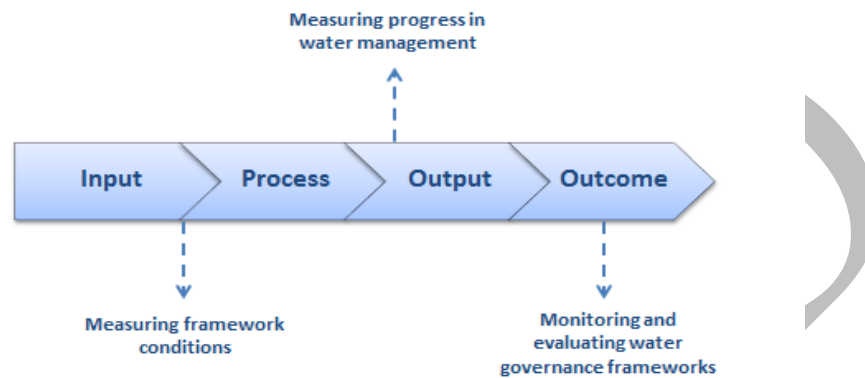 Measuring progress in
water management
Input
Process
Output
Outcome
Measuring framework
conditions
Monitoring and
evaluating water
governance frameworks